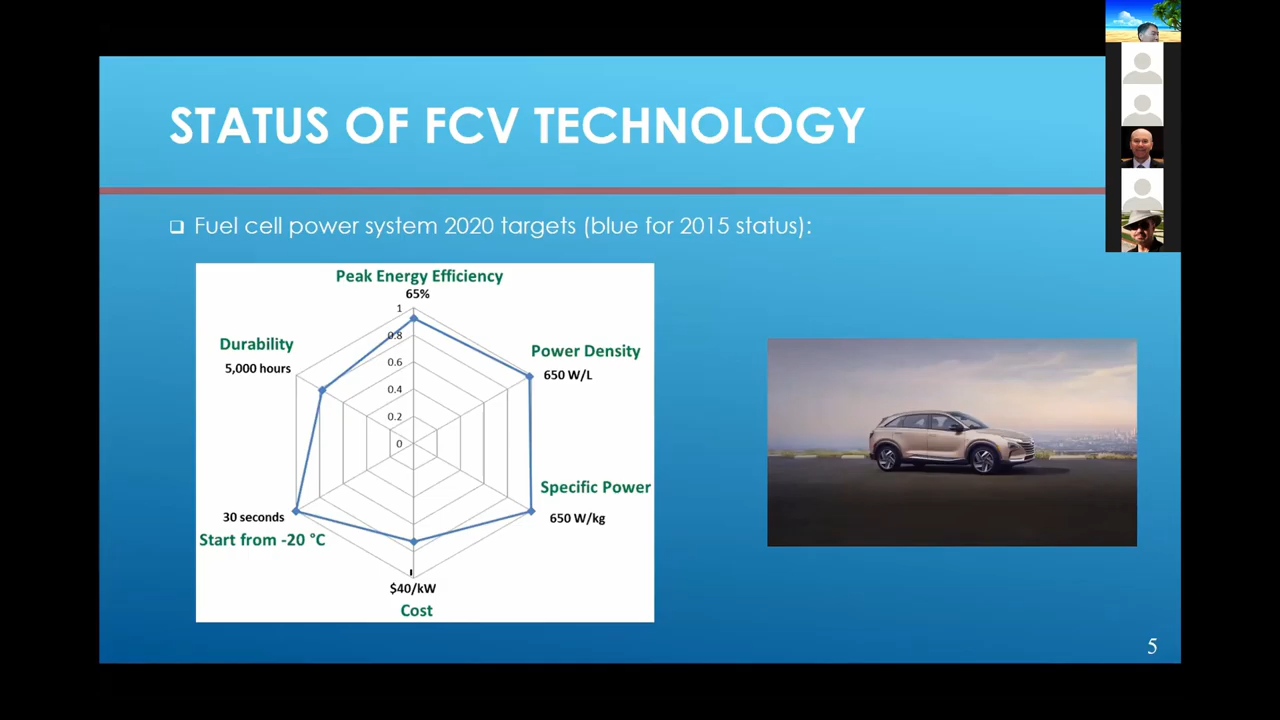 STATUS OF FCV TECHNOLOGY
Fuel cell power system 2020 targets (blue for 2015 status):
Peak Energy Efficiency
65%
1
0.8
0.6
0.4
0.2
0
Durability
5,000 hours
Power Density
650 W/L
Specific Power
650 W/kg
30 seconds
Start from -20 °C
$40/kW
Cost
5